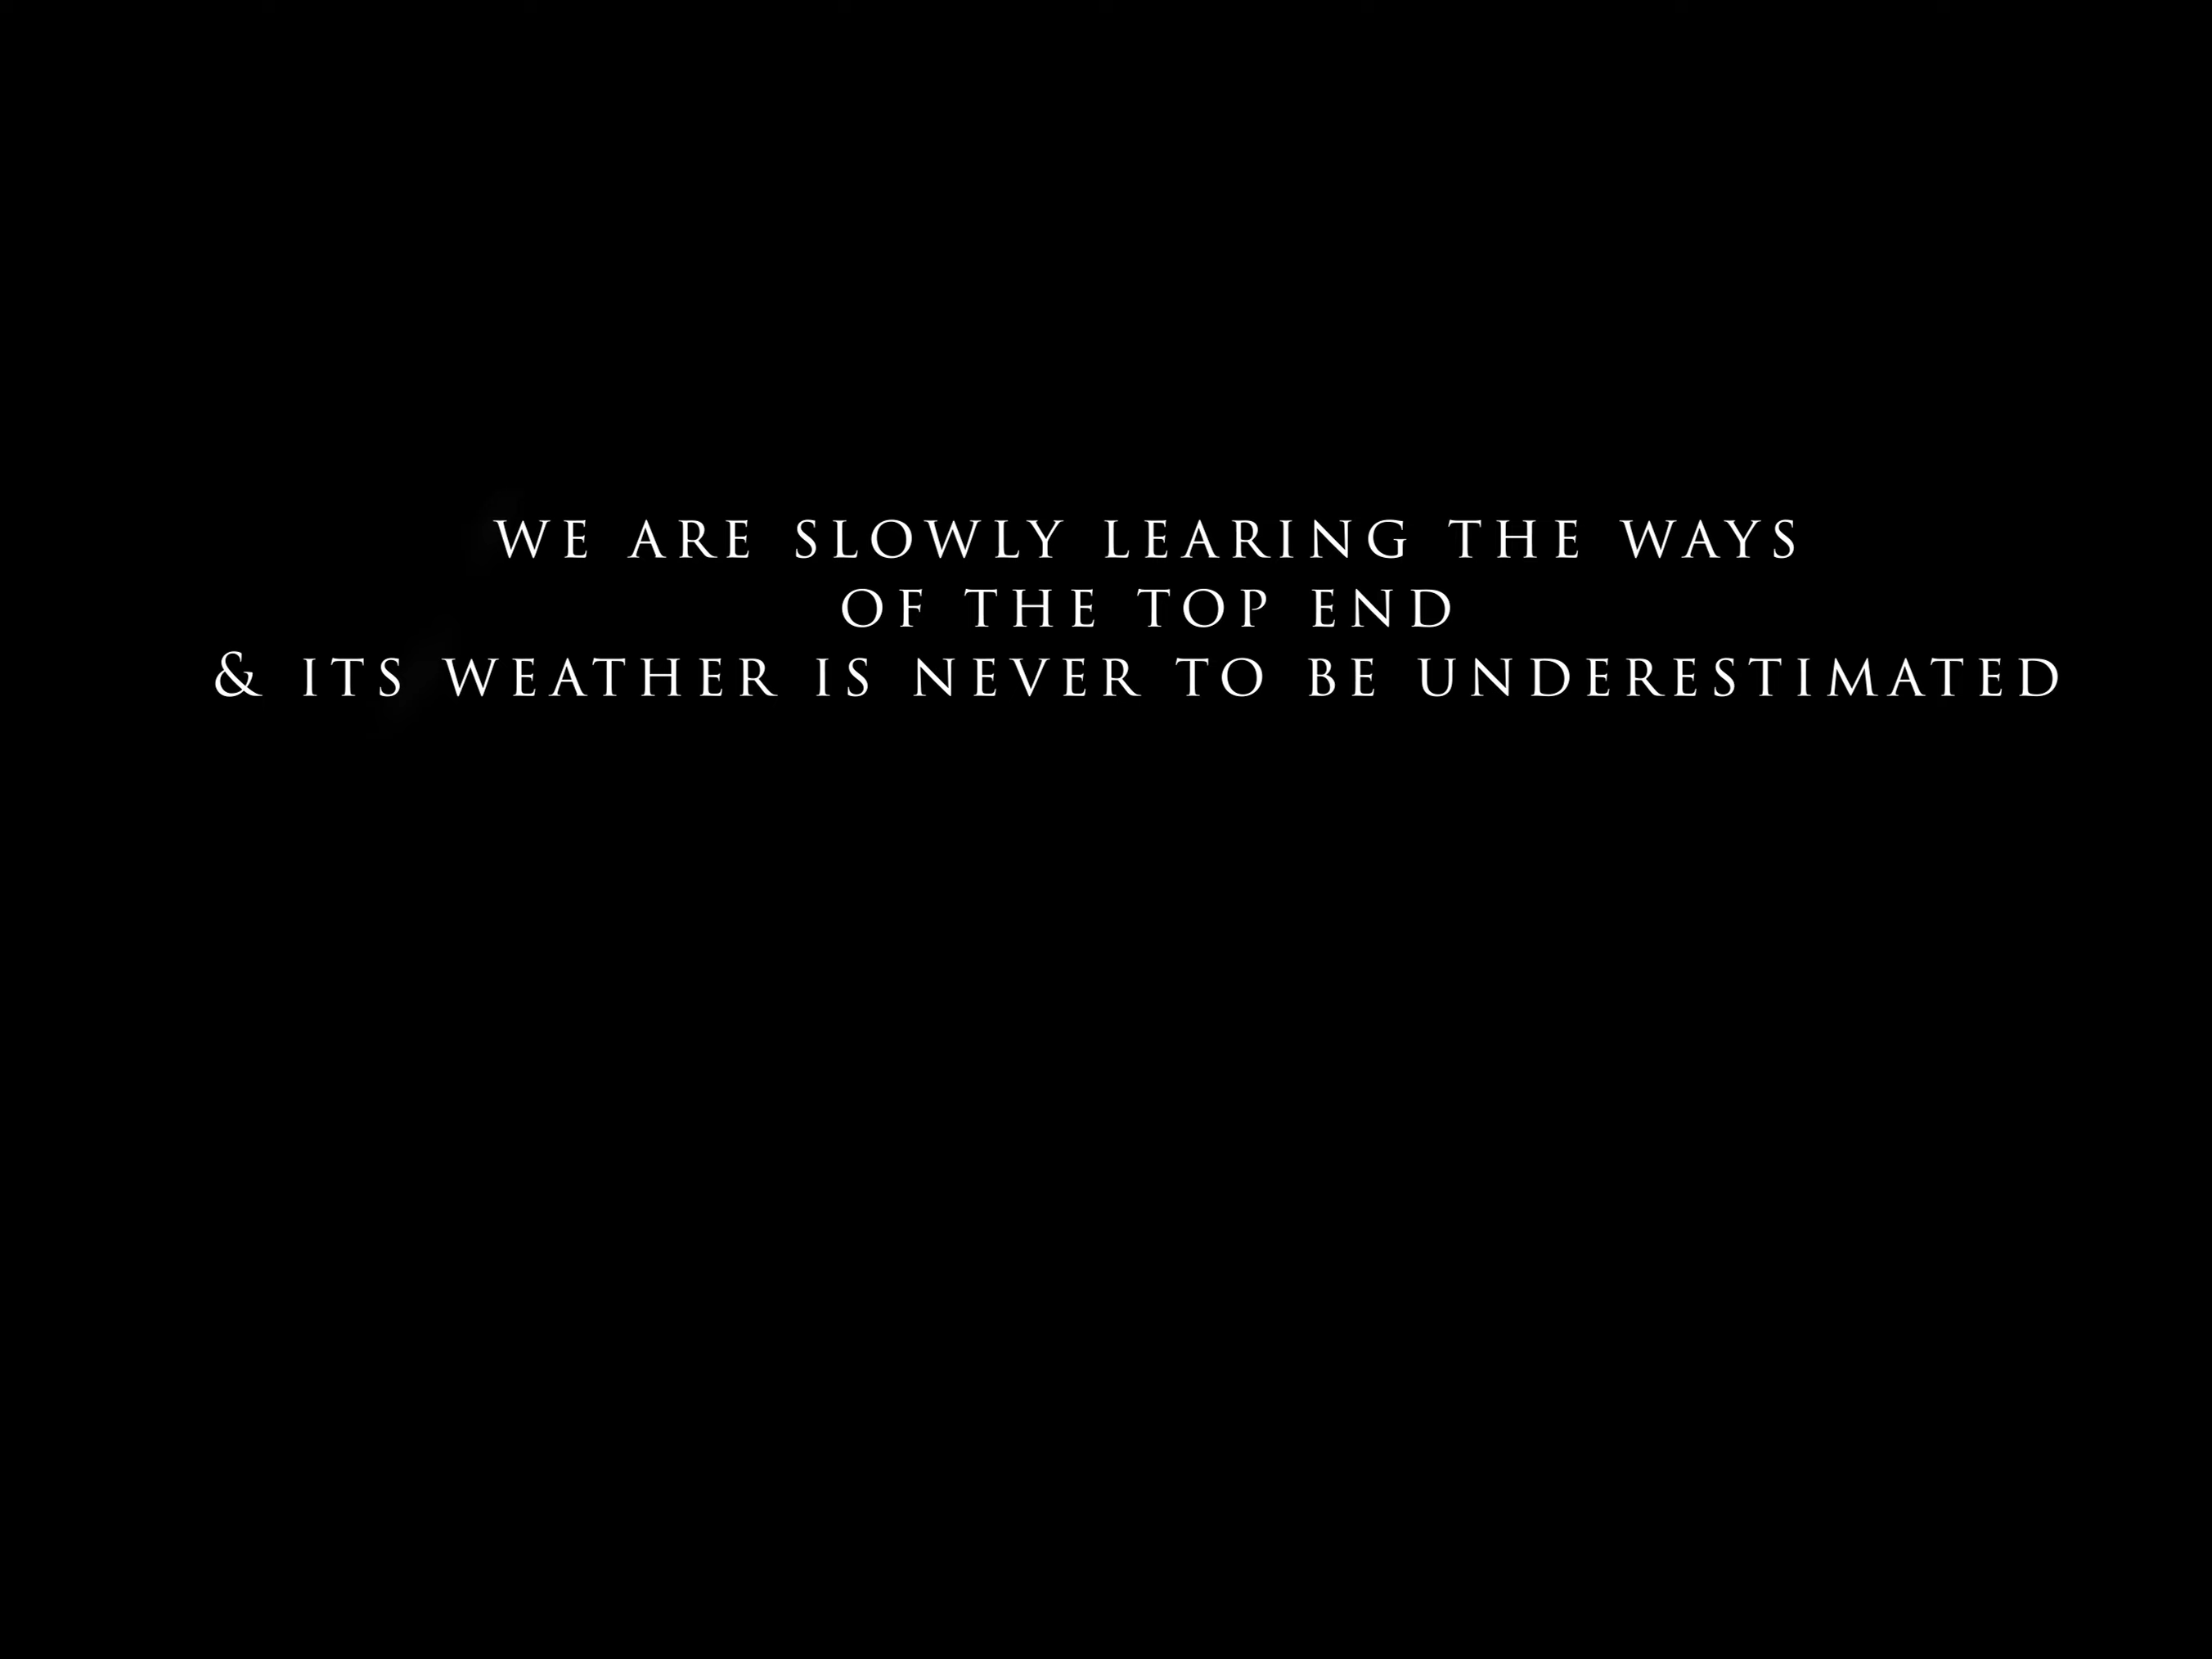 WE ARE SLOWLY LEARING THE WAYS
OF THE TOP END
& ITS WEATHER IS NEVER TO BE UNDERESTIMATED